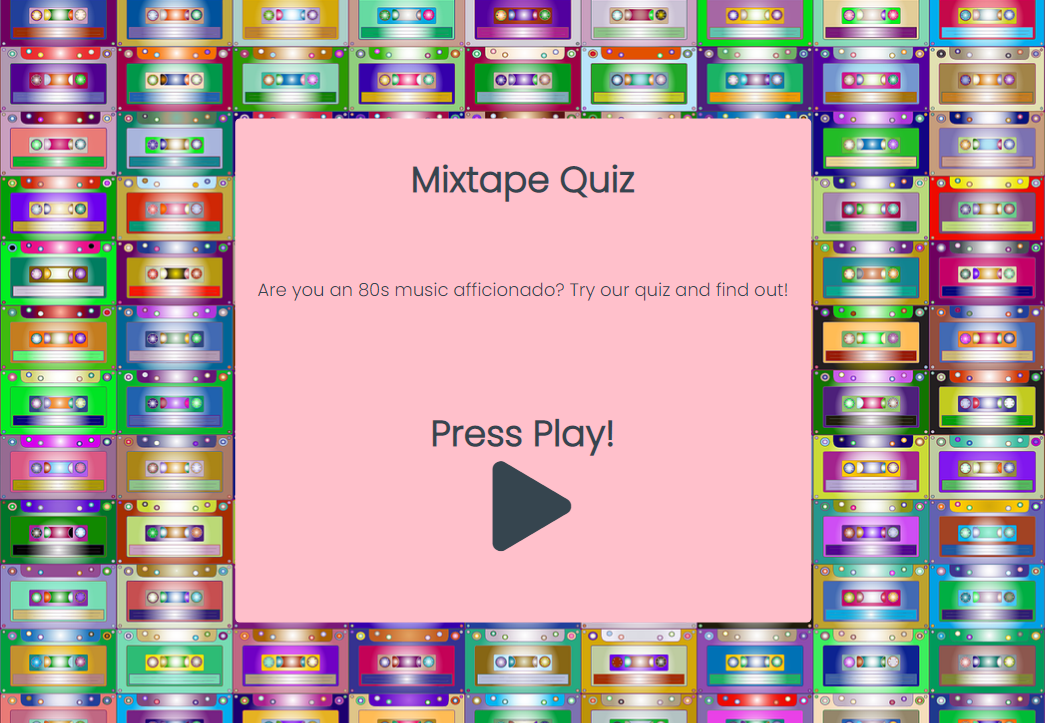 Mixtape Quiz
Are you an 80s music afficionado? Try our quiz and find out!
Press Play!